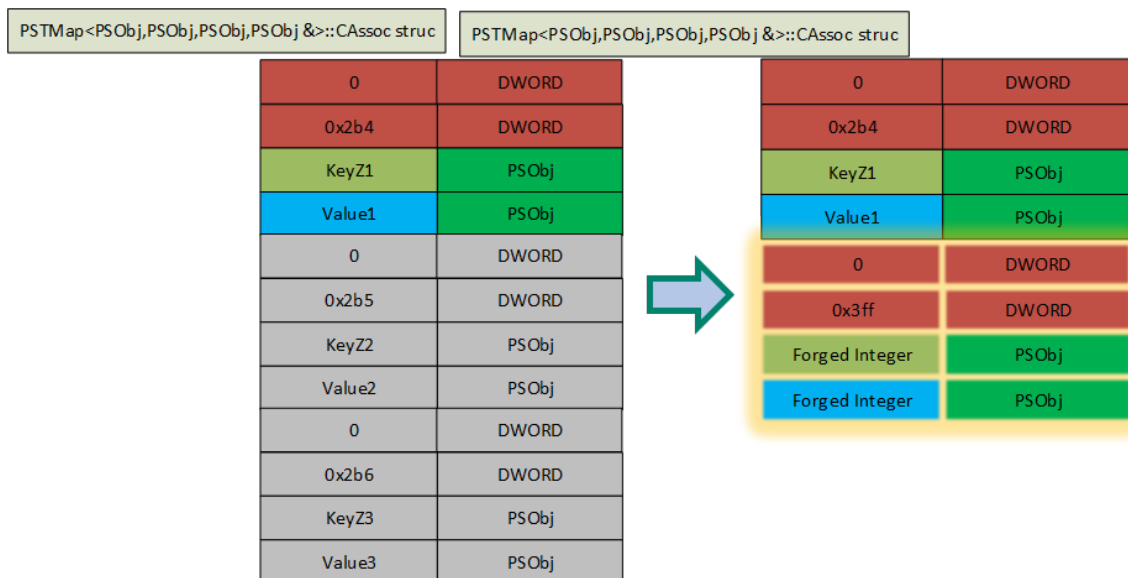 PSTMap<PSObj,PSObj,PSObj,PSObj &>::CAssoc struc
PSTMap<PSObj,PSObj,PSObj,PSObj &>::CAssoc struc
0 DWORD
0x2b4 DWORD
KeyZ1 PSObj
Value1 PSObj
0 DWORD
0x2b5 DWORD
KeyZ2 PSObj
Value2 PSObj
0 DWORD
0x2b6 DWORD
KeyZ3 PSObj
Value3 PSObj
0 DWORD
0x2b4 DWORD
KeyZ1 PSObj
Value1 PSObj
0 DWORD
0x3ff DWORD
Forged Integer PSObj
Forged Integer PSObj